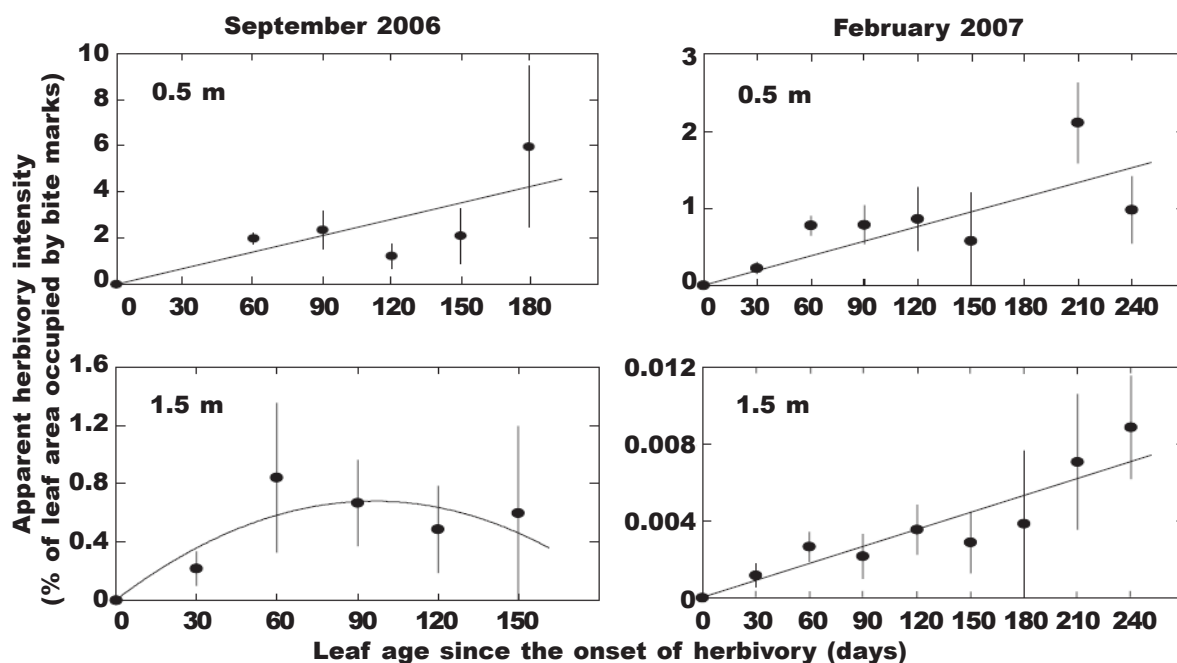 September 2006
February 2007
Apparent herbivory intensity
(% of leaf area occupied by bite marks)
10
8
6
4
2
0
0.5 m
0 30 60 90 120 150 180
3
2
1
0
0.5 m
0 30 60 90 120 150 210 240
1.6
1.2
0.8
0.4
0
1.5 m
0 30 60 90 120 150
0.012
0.008
0.004
0
1.5 m
0 30 60 90 120 150 180 210 240
Leaf age since the onset of herbivory (days)